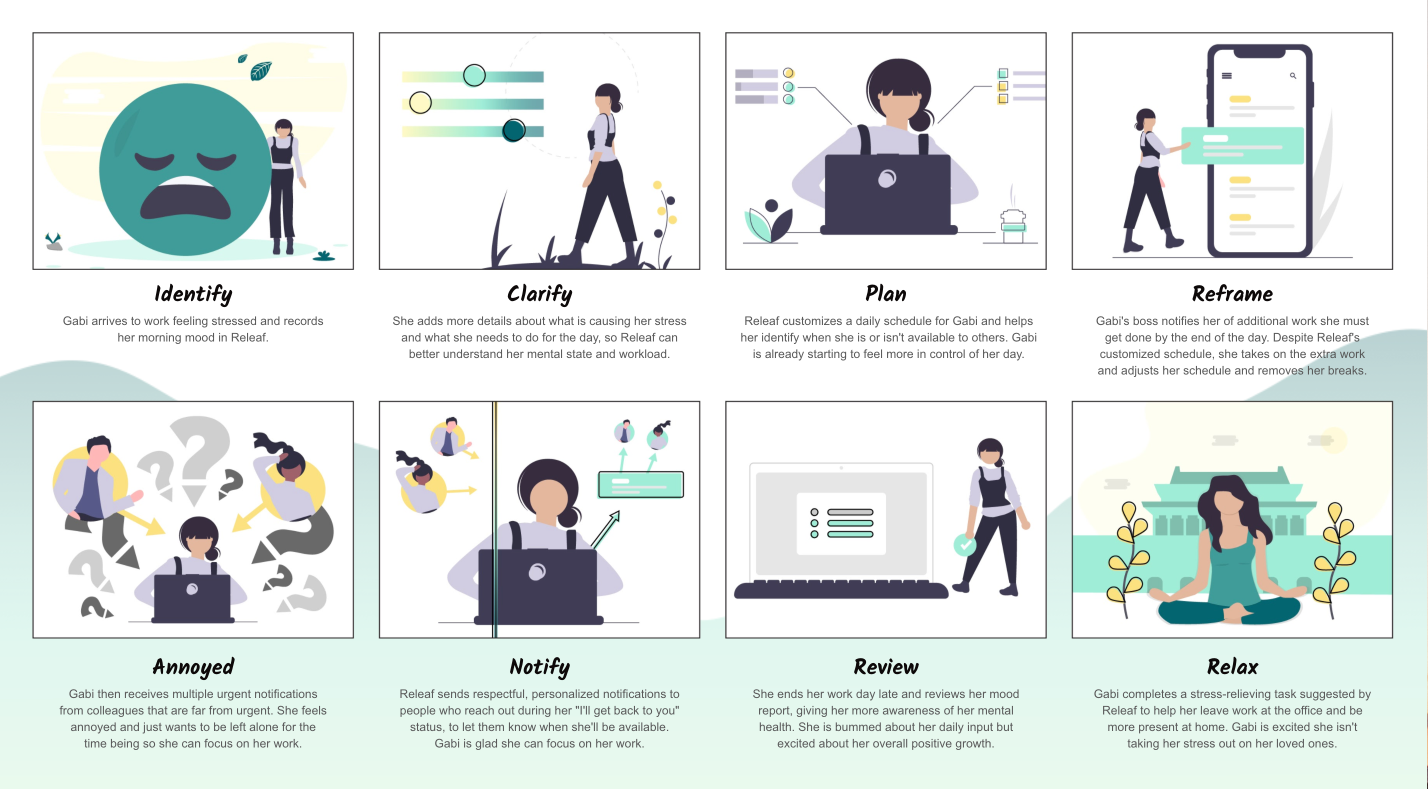 Identify
Gabi arrives to work feeling stressed and records
her morning mood in Releaf.
Clarify
She adds more details about what is causing her stress
and what she needs to do for the day, so Releaf can
better understand her mental state and workload.
Plan
Releaf customizes a daily schedule for Gabi and helps
her identify when she is or isn't available to others. Gabi
is already starting to feel more in control of her day.
Reframe
Gabi's boss notifies her of additional work she must
get done by the end of the day. Despite Releaf's
customized schedule, she takes on the extra work
and adjusts her schedule and removes her breaks.
Annoyed
Gabi then receives multiple urgent notifications
from colleagues that are far from urgent. She feels
annoyed and just wants to be left alone for the
time being so she can focus on her work.
Notify
Releaf sends respectful, personalized notifications to
people who reach out during her "I'll get back to you"
status, to let them know when she'll be available.
Gabi is glad she can focus on her work.
Review
She ends her work day late and reviews her mood
report, giving her more awareness of her mental
health. She is bummed about her daily input but
excited about her overall positive growth.
Relax
Gabi completes a stress-relieving task suggested by
Releaf to help her leave work at the office and be
more present at home. Gabi is excited she isn't
taking her stress out on her loved ones.